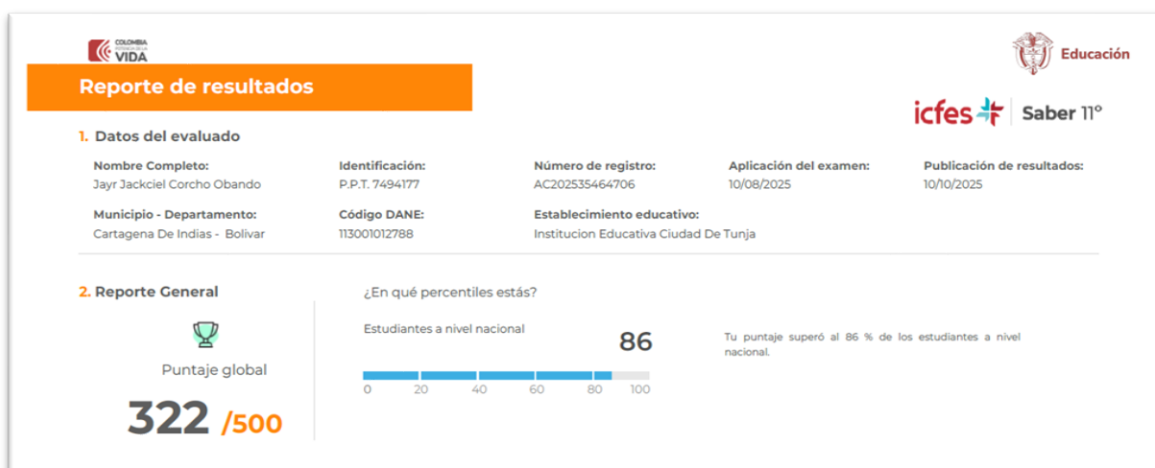 COLOMBIA
POTENCIA DE LA
VIDA
Educación
Reporte de resultados
icfes Saber 11°
1. Datos del evaluado
Nombre Completo: Identificación: Número de registro: Aplicación del examen: Publicación de resultados:
Jayr Jackciel Corcho Obando P.P.T. 7494177 AC202535464706 10/08/2025 10/10/2025
Municipio - Departamento: Código DANE: Establecimiento educativo:
Cartagena De Indias - Bolivar 113001012788 Institucion Educativa Ciudad De Tunja
2. Reporte General
¿En qué percentiles estás?
Estudiantes a nivel nacional
86
Tu puntaje superó al 86 % de los estudiantes a nivel
nacional.
Puntaje global
0 20 40 60 80 100
322 /500